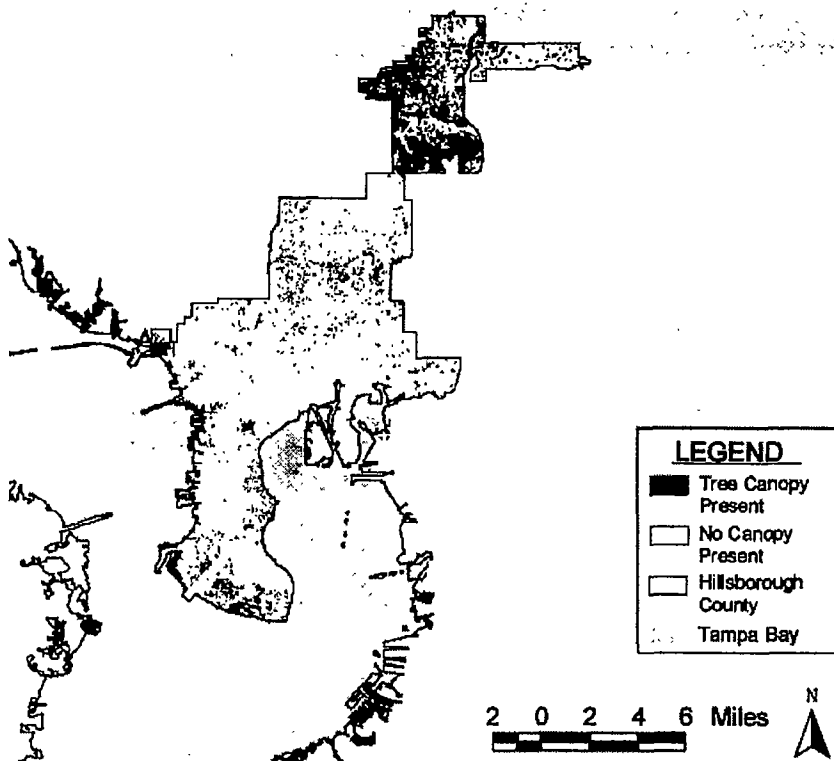 LEGEND
Tree Canopy
Present
No Canopy
Present
Hillsborough
County
Tampa Bay
2 0 2 4 6 Miles
N